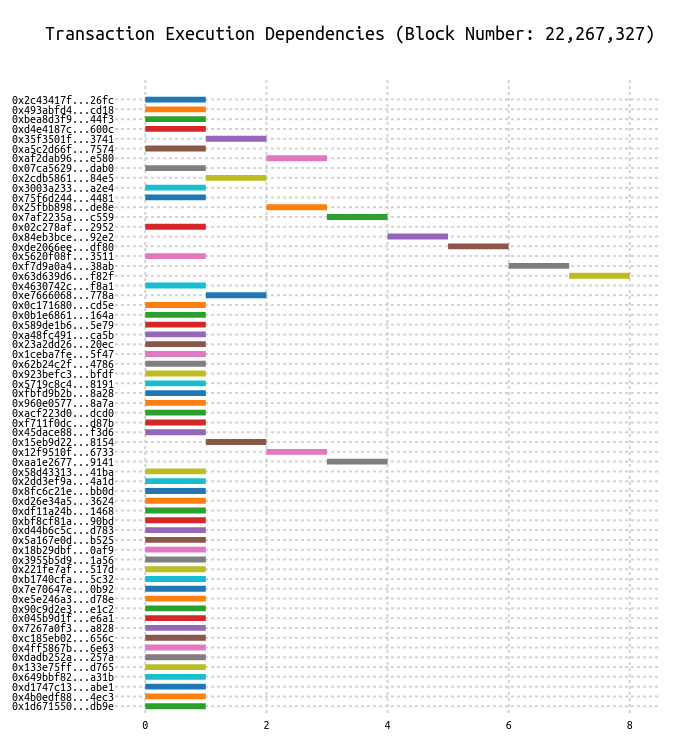 Transaction Execution Dependencies (Block Number: 22,267,327)
0x2c43417f...26fc
0x493abfd4...cd18
0xbea8d3f9...44f3
0xd4e4187c...600c
0x35f3501f...3741
0xa5c2d66f...7574
0xaf2dab96...e580
0x07ca5629...dab0
0x2cdb5861...84e5
0x3003a233...a2e4
0x75f6d244...4481
0x25fbb898...de8e
0x7af2235a...c559
0x02c278af...2952
0x84eb3bce...92e2
0xde2066ee...df80
0x5620f08f...3511
0xf7d9a0a4...38ab
0x63d639d6...f82f
0x4630742c...f8a1
0xe7666068...778a
0x0c171680...cd5e
0x0b1e6861...164a
0x589de1b6...5e79
0xa48fc491...ca5b
0x23a2dd26...20ec
0x1ceba7fe...5f47
0x62b24c2f...4786
0x923befc3...bfdf
0x5719c8c4...8191
0xfbfd9b2b...8a28
0x960e0577...8a7a
0xacf223d0...dcd0
0xf711f0dc...d87b
0x45dace88...f3d6
0x15eb9d22...8154
0x12f9510f...6733
0xaa1e2677...9141
0x58d43313...41ba
0x2dd3ef9a...4a1d
0x8fc6c21e...bb0d
0xd26e34a5...3624
0xdf11a24b...1468
0xbf8cf81a...90bd
0xd44b6c5c...d783
0x5a167e0d...b525
0x18b29dbf...0af9
0x3955b5d9...1a56
0x221fe7af...517d
0xb1740cfa...5c32
0x7e70647e...0b92
0xe5e246a3...d78e
0x90c9d2e3...e1c2
0x045b9d1f...e6a1
0x7267a0f3...a828
0xc185eb02...656c
0x4ff5867b...6e63
0xdadb252a...257a
0x133e75ff...d765
0x649bbf82...a31b
0xd1747c13...abe1
0x4b0edf88...4ec3
0x1d671550...db9e
0 2 4 6 8